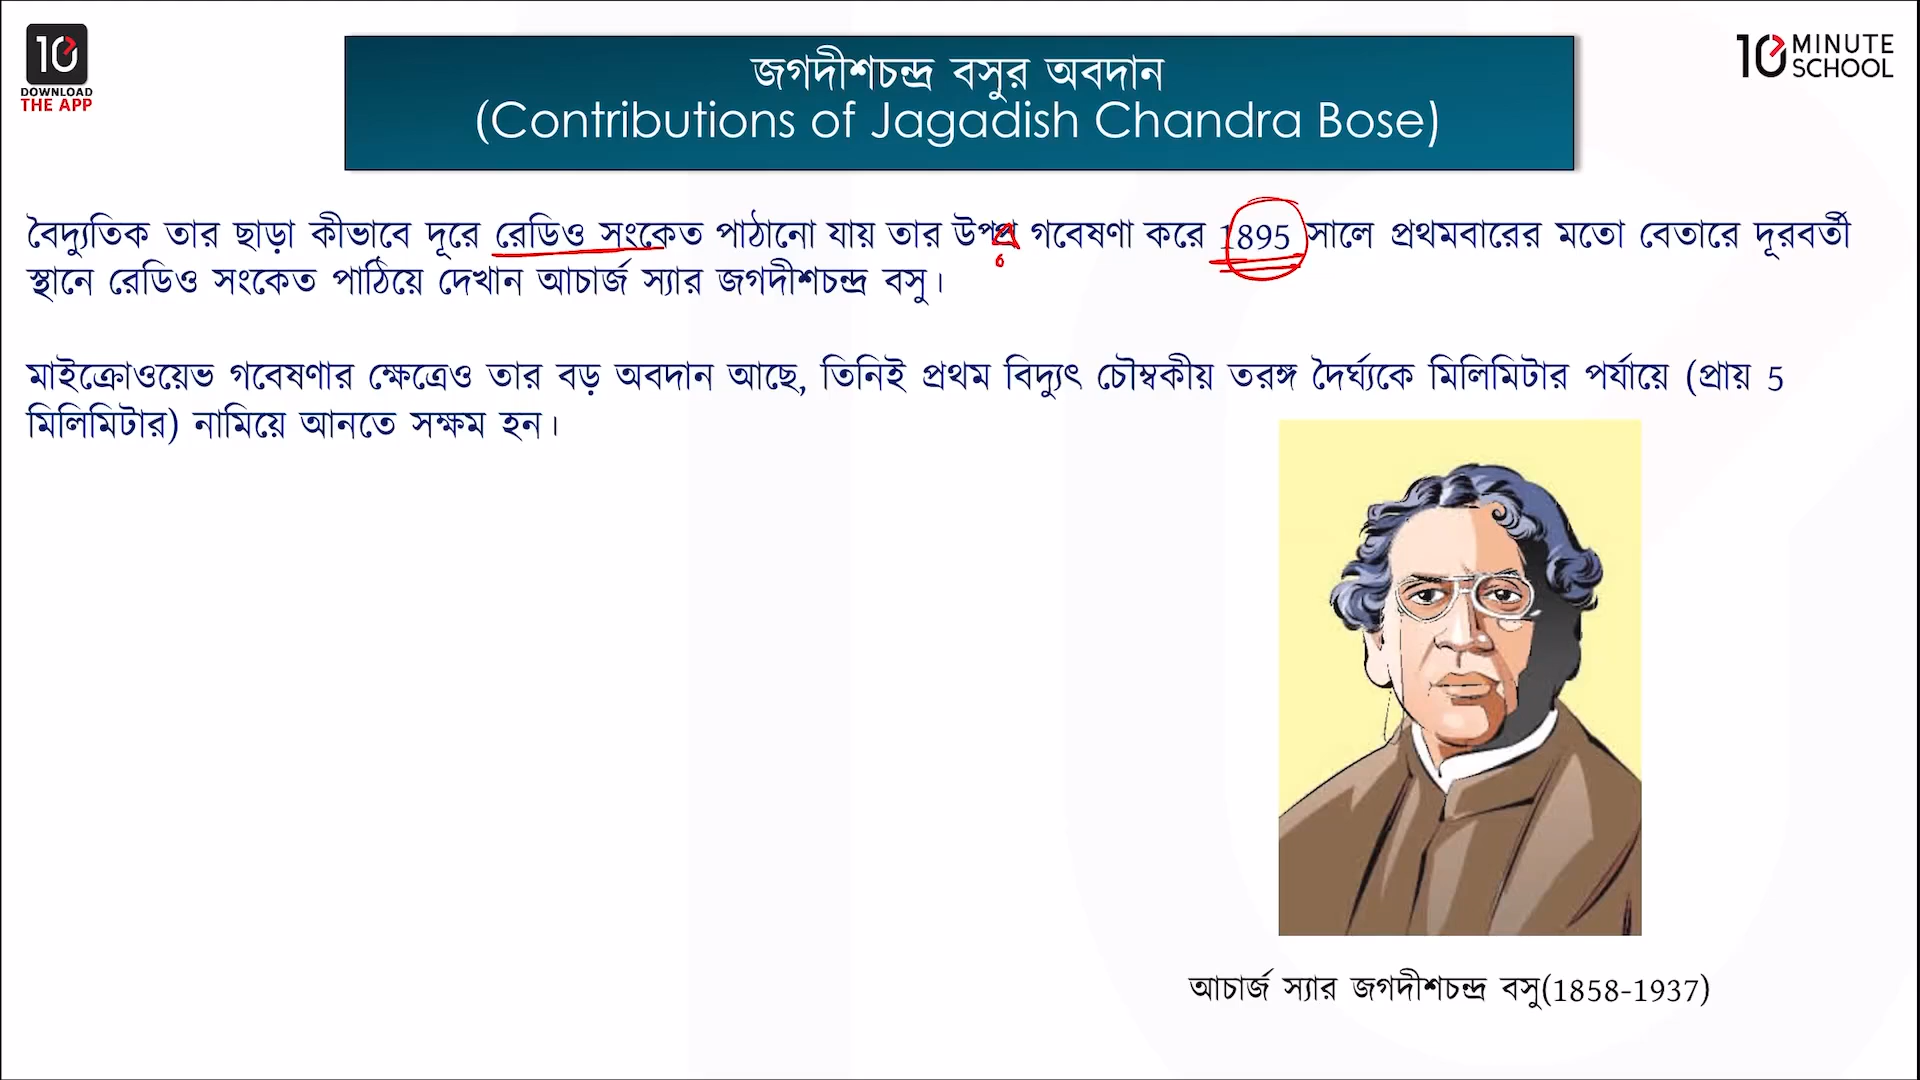 10
DOWNLOAD
THE APP
10 MINUTE
SCHOOL
জগদীশচন্দ্র বসুর অবদান
(Contributions of Jagadish Chandra Bose)
বৈদ্যুতিক তার ছাড়া কীভাবে দূরে রেডিও সংকেত পাঠানো যায় তার উপর গবেষণা করে 1895 সালে প্রথমবারের মতো বেতারে দূরবর্তী
স্থানে রেডিও সংকেত পাঠিয়ে দেখান আচার্জ স্যার জগদীশচন্দ্র বসু।
মাইক্রোওয়েভ গবেষণার ক্ষেত্রেও তার বড় অবদান আছে, তিনিই প্রথম বিদ্যুৎ চৌম্বকীয় তরঙ্গ দৈর্ঘ্যকে মিলিমিটার পর্যায়ে (প্রায় 5
মিলিমিটার) নামিয়ে আনতে সক্ষম হন।
আচার্জ স্যার জগদীশচন্দ্র বসু(1858-1937)